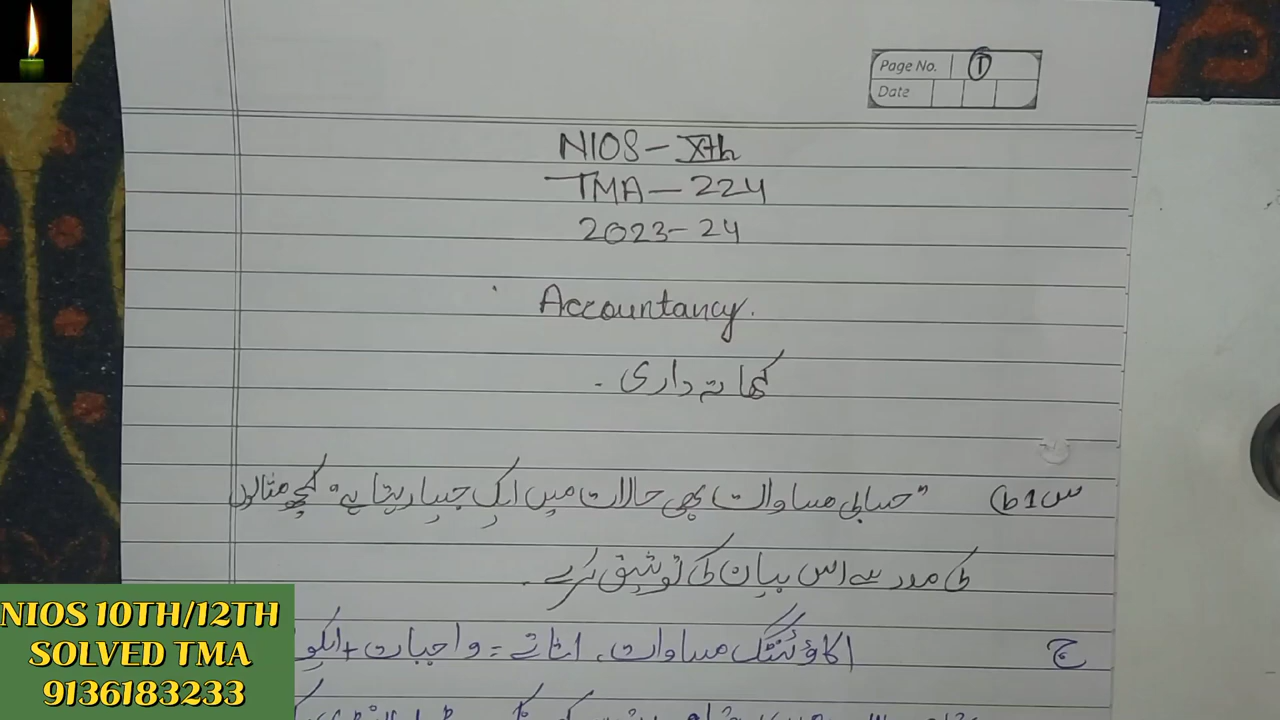 Page No. 1
Date
NIOS-Xth
TMA-224
2023-24
Accountancy.
کھاتہ داری۔
س1 b) "حسابی مساوات بھی حالات میں ایک جیسا رہتا ہے" کچھ مثالوں
کی مدد سے اس بیان کی توثیق کرے۔
ج اکاؤنٹنگ مساوات، اثاثے = واجبات +
NIOS 10TH/12TH
SOLVED TMA
9136183233